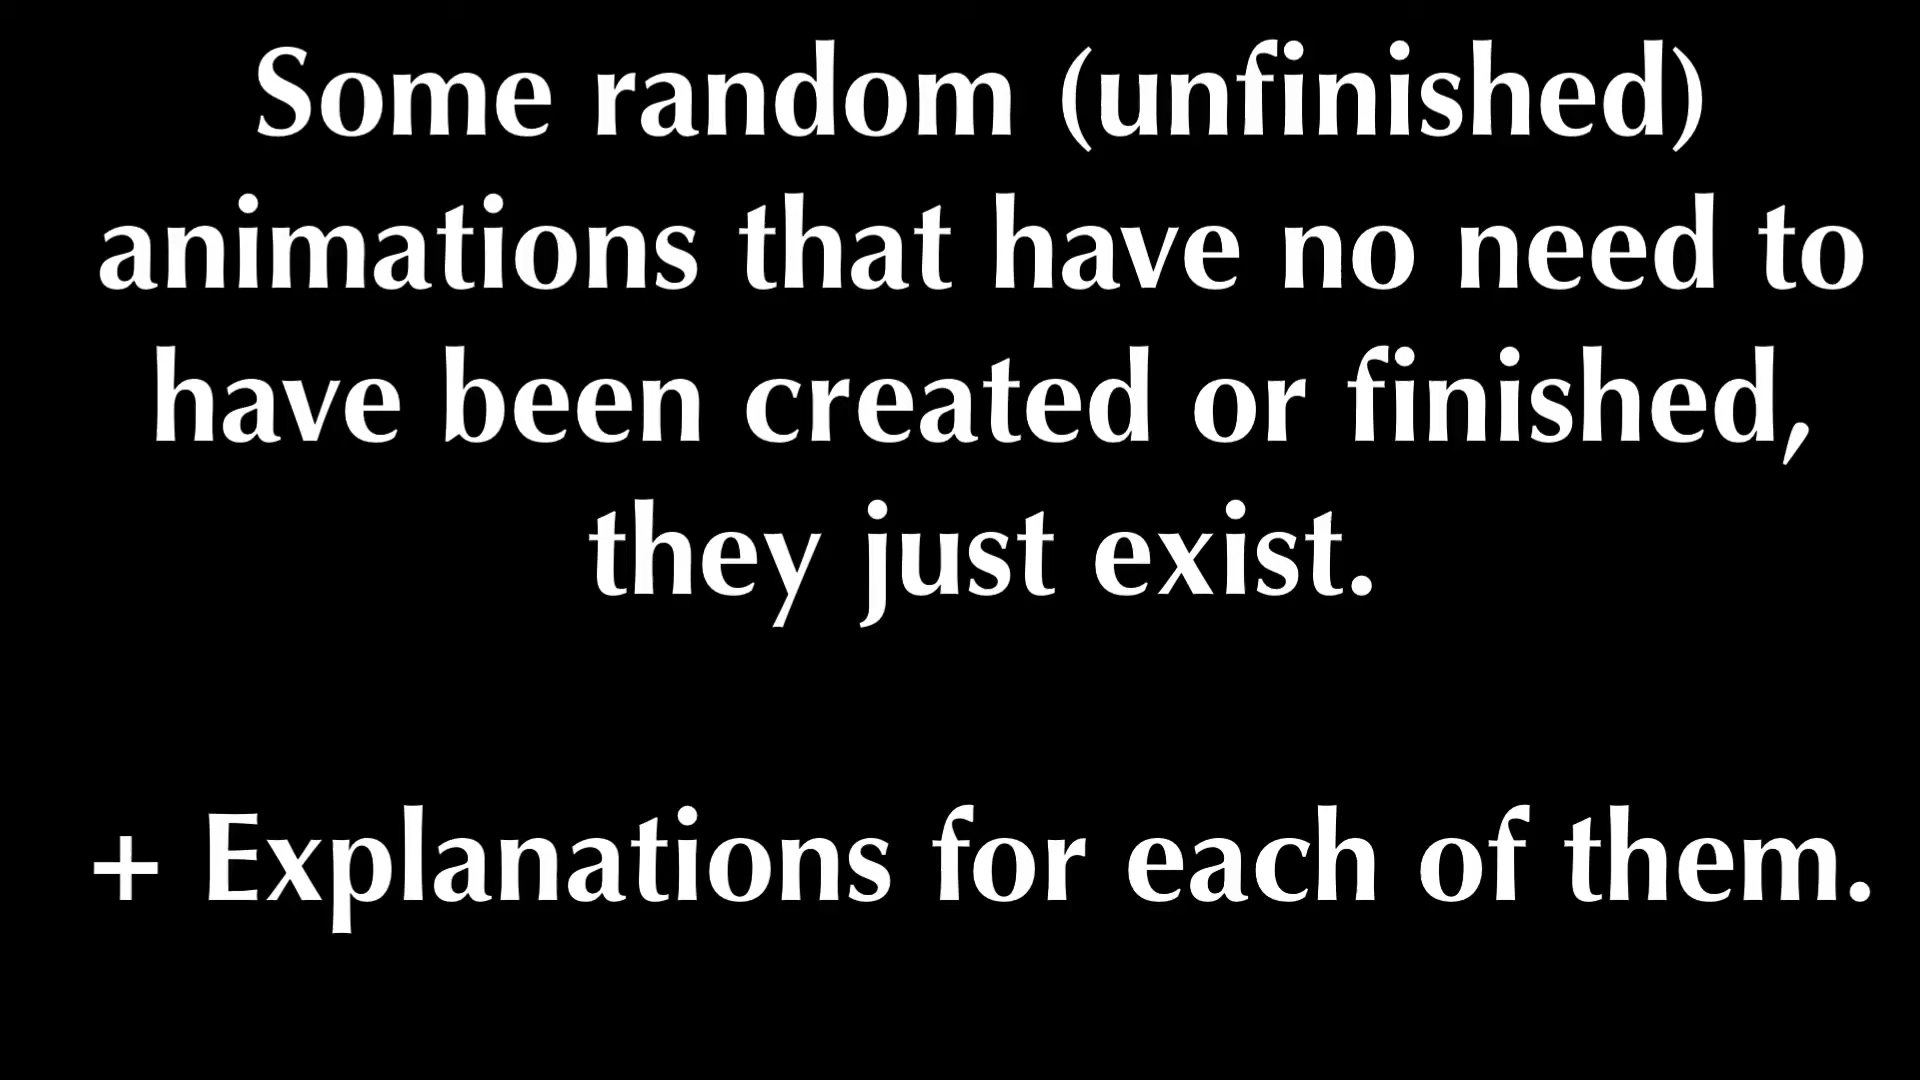 Some random (unfinished)
animations that have no need to
have been created or finished,
they just exist.
+ Explanations for each of them.